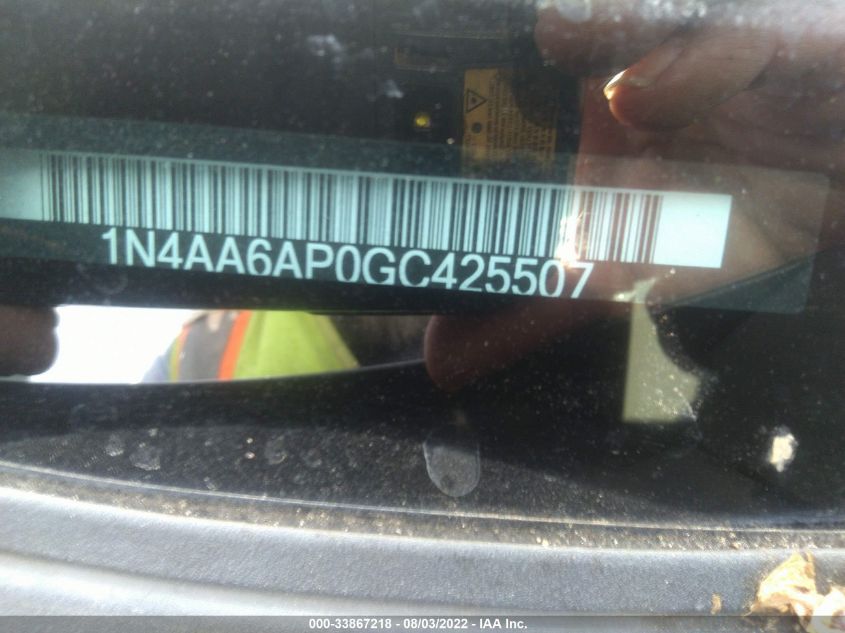 1N4AA6AP0GC425507
000-33867218 - 08/03/2022 - IAA Inc.